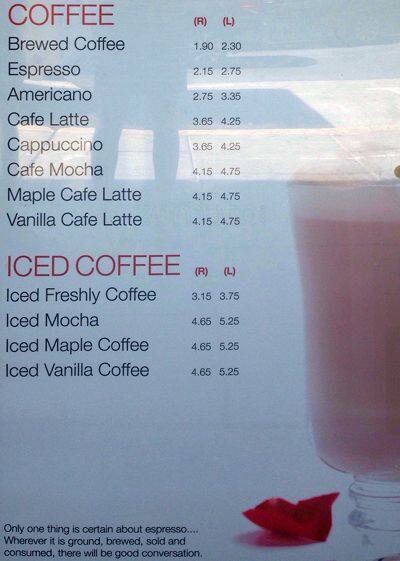 COFFEE (R) (L)
Brewed Coffee 1.90 2.30
Espresso 2.15 2.75
Americano 2.75 3.35
Cafe Latte 3.65 4.25
Cappuccino 3.65 4.25
Cafe Mocha 4.15 4.75
Maple Cafe Latte 4.15 4.75
Vanilla Cafe Latte 4.15 4.75
ICED COFFEE (R) (L)
Iced Freshly Coffee 3.15 3.75
Iced Mocha 4.65 5.25
Iced Maple Coffee 4.65 5.25
Iced Vanilla Coffee 4.65 5.25
Only one thing is certain about espresso....
Wherever it is ground, brewed, sold and
consumed, there will be good conversation.